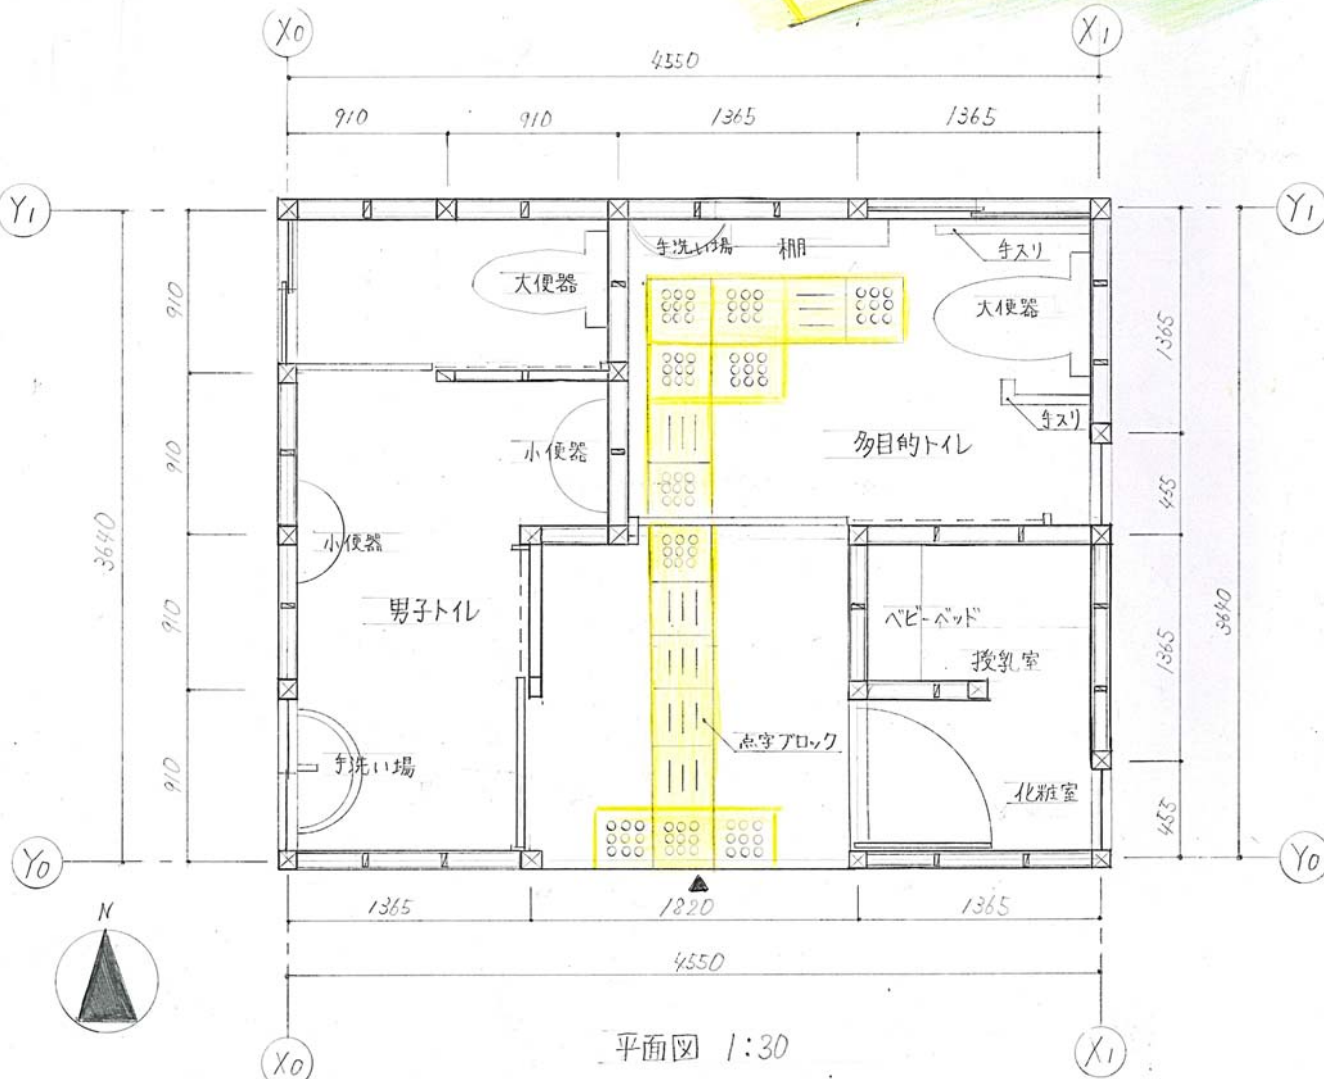 X0
X1
4550
910
910
1365
1365
Y1
Y1
手洗い場
棚
手スリ
大便器
大便器
910
1365
手スリ
小便器
多目的トイレ
910
455
3640
小便器
男子トイレ
ベビーベッド
授乳室
910
1365
3640
点字ブロック
手洗い場
化粧室
910
455
Y0
Y0
1365
1820
1365
N
4550
平面図 1:30
X0
X1